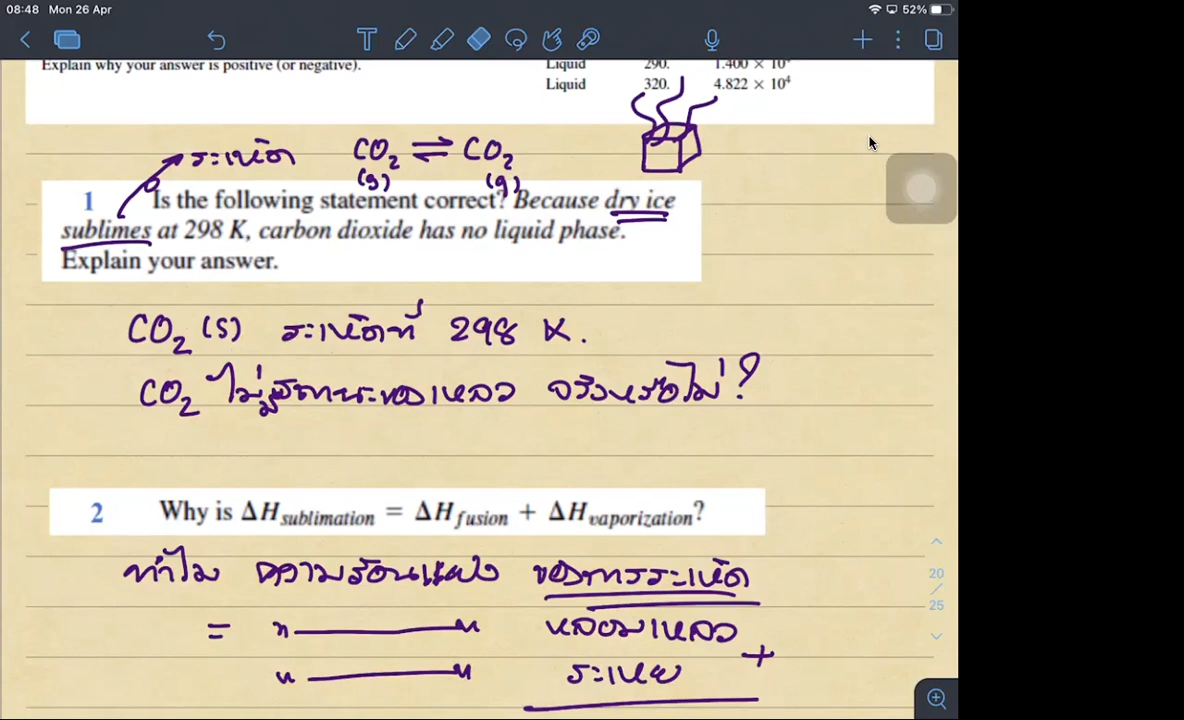 08:48 Mon 26 Apr
52%
Explain why your answer is positive (or negative).
Liquid 290. 1.400 × 10
Liquid 320. 4.822 × 10⁴
ระเหิด CO₂ ⇌ CO₂
(g) (g)
1 Is the following statement correct? Because dry ice
sublimes at 298 K, carbon dioxide has no liquid phase.
Explain your answer.
CO₂ (s) ระเหิดที่ 298 K.
CO₂ ไม่มีสถานะของเหลว จริงหรือไม่?
2 Why is ΔHsublimation = ΔHfusion + ΔHvaporization?
ทำไม ความร้อนแฝง ของการระเหิด
= หลอมเหลว
+
ระเหย
20
/
25